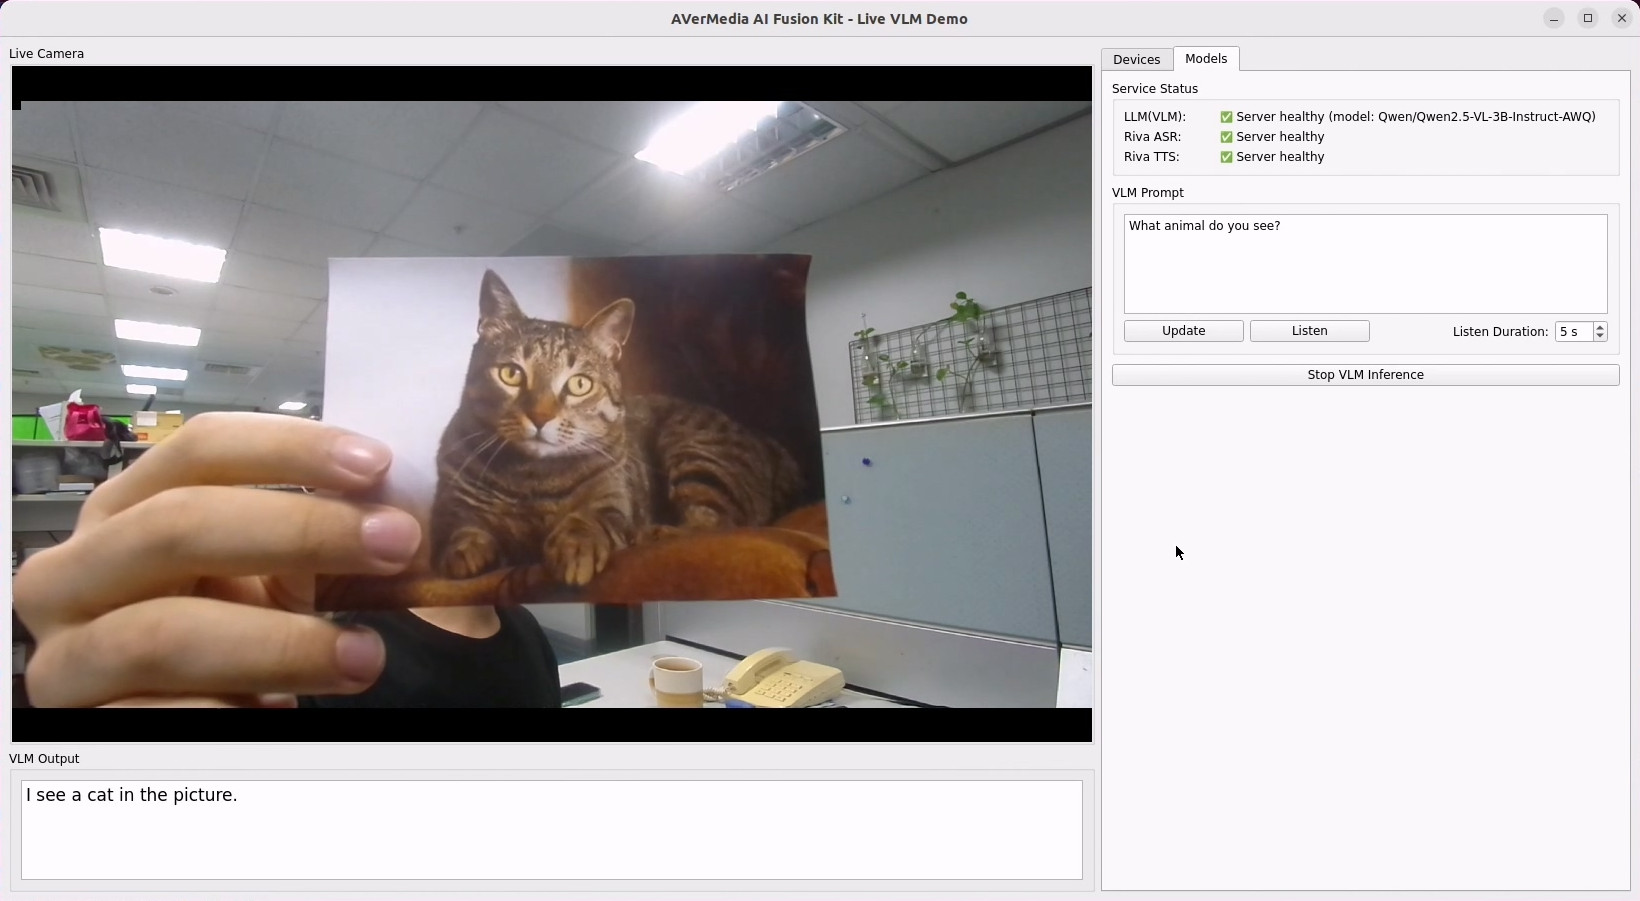 AVerMedia AI Fusion Kit - Live VLM Demo
Live Camera
Devices
Models
Service Status
LLM(VLM): ✅ Server healthy (model: Qwen/Qwen2.5-VL-3B-Instruct-AWQ)
Riva ASR: ✅ Server healthy
Riva TTS: ✅ Server healthy
VLM Prompt
What animal do you see?
Update
Listen
Listen Duration: 5 s
Stop VLM Inference
VLM Output
I see a cat in the picture.